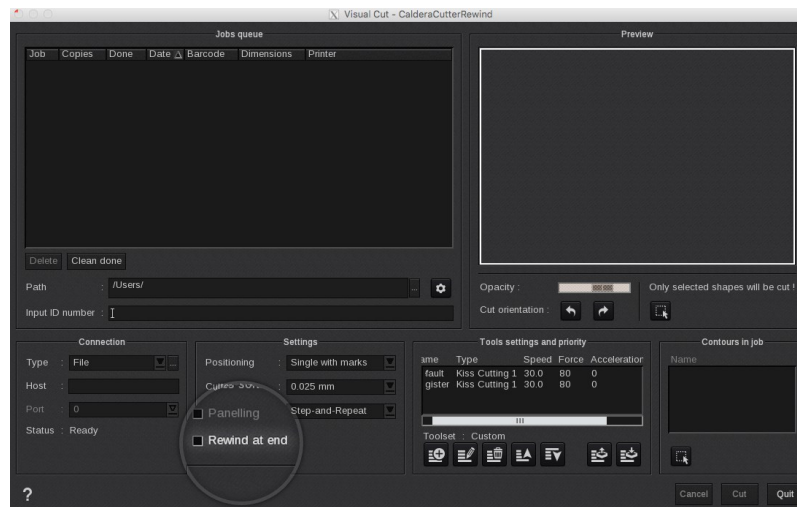 Visual Cut - CalderaCutterRewind
Jobs queue
Job Copies Done Date Barcode Dimensions Printer
Delete Clean done
Path : /Users/ ...
Input ID number :
Preview
Opacity :
Only selected shapes will be cut !
Cut orientation :
Connection
Type : File ...
Host :
Port : 0
Status : Ready
Settings
Positioning : Single with marks
: 0.025 mm
Panelling
Step-and-Repeat
Rewind at end
Tools settings and priority
ame Type Speed Force Acceleration
fault Kiss Cutting 1 30.0 80 0
gister Kiss Cutting 1 30.0 80 0
Toolset : Custom
Contours in job
Name
?
Cancel Cut Quit